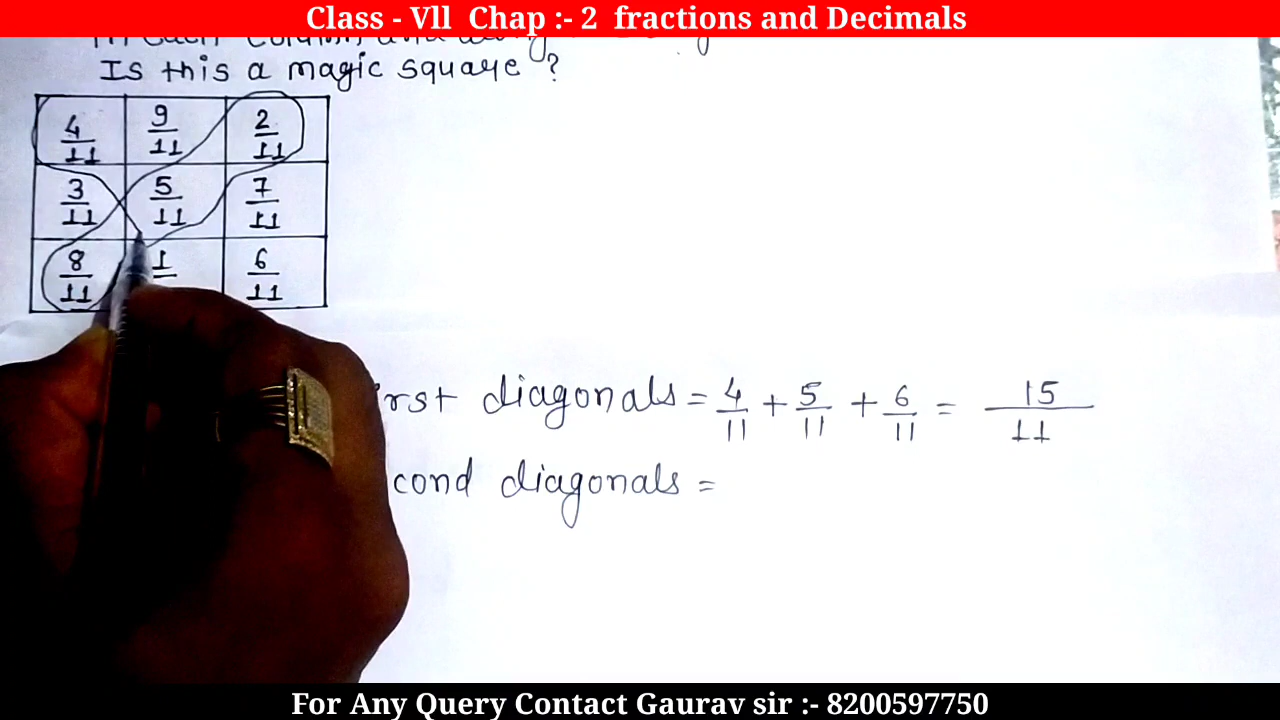 Class - Vll Chap :- 2 fractions and Decimals
Is this a magic square ?
4/11 9/11 2/11
3/11 5/11 7/11
8/11 1 6/11
rst diagonals = 4/11 + 5/11 + 6/11 = 15/11
cond diagonals =
For Any Query Contact Gaurav sir :- 8200597750